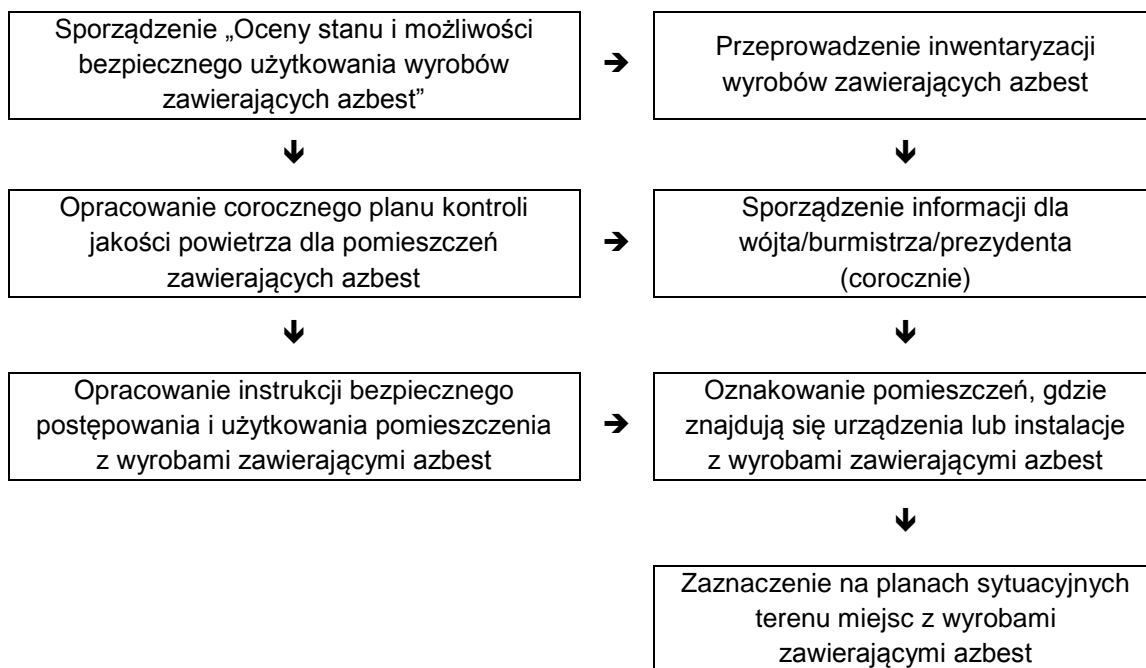 Sporządzenie „Oceny stanu i możliwości
bezpiecznego użytkowania wyrobów
zawierających azbest”
Przeprowadzenie inwentaryzacji
wyrobów zawierających azbest
Opracowanie corocznego planu kontroli
jakości powietrza dla pomieszczeń
zawierających azbest
Sporządzenie informacji dla
wójta/burmistrza/prezydenta
(corocznie)
Opracowanie instrukcji bezpiecznego
postępowania i użytkowania pomieszczenia
z wyrobami zawierającymi azbest
Oznakowanie pomieszczeń, gdzie
znajdują się urządzenia lub instalacje
z wyrobami zawierającymi azbest
Zaznaczenie na planach sytuacyjnych
terenu miejsc z wyrobami
zawierającymi azbest